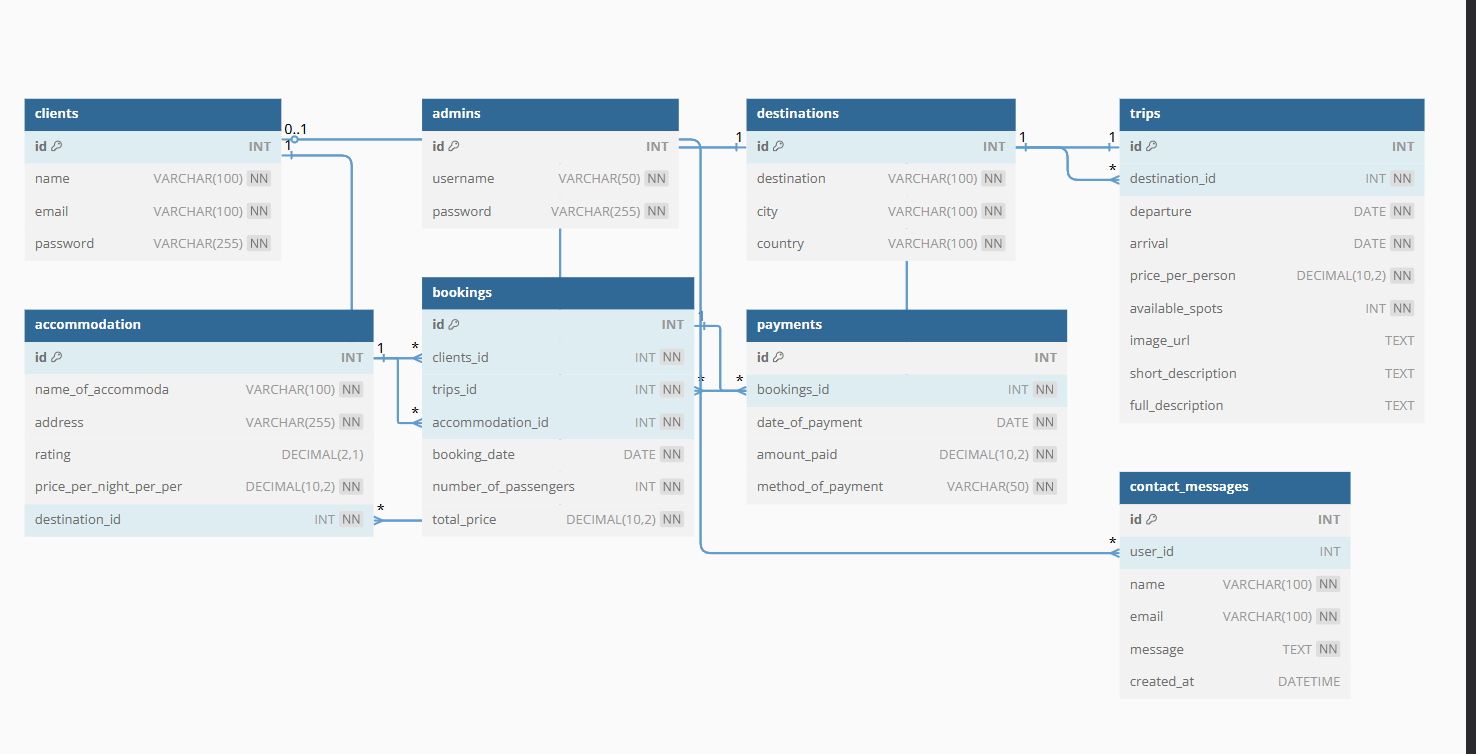 clients
id INT
name VARCHAR(100) NN
email VARCHAR(100) NN
password VARCHAR(255) NN
0..1
1
admins
id INT
username VARCHAR(50) NN
password VARCHAR(255) NN
1
destinations
id INT
destination VARCHAR(100) NN
city VARCHAR(100) NN
country VARCHAR(100) NN
1
1
*
trips
id INT
destination_id INT NN
departure DATE NN
arrival DATE NN
price_per_person DECIMAL(10,2) NN
available_spots INT NN
image_url TEXT
short_description TEXT
full_description TEXT
accommodation
id INT
name_of_accommoda VARCHAR(100) NN
address VARCHAR(255) NN
rating DECIMAL(2,1)
price_per_night_per_per DECIMAL(10,2) NN
destination_id INT NN
1
*
*
*
bookings
id INT
clients_id INT NN
trips_id INT NN
accommodation_id INT NN
booking_date DATE NN
number_of_passengers INT NN
total_price DECIMAL(10,2) NN
1
*
*
payments
id INT
bookings_id INT NN
date_of_payment DATE NN
amount_paid DECIMAL(10,2) NN
method_of_payment VARCHAR(50) NN
*
contact_messages
id INT
user_id INT
name VARCHAR(100) NN
email VARCHAR(100) NN
message TEXT NN
created_at DATETIME